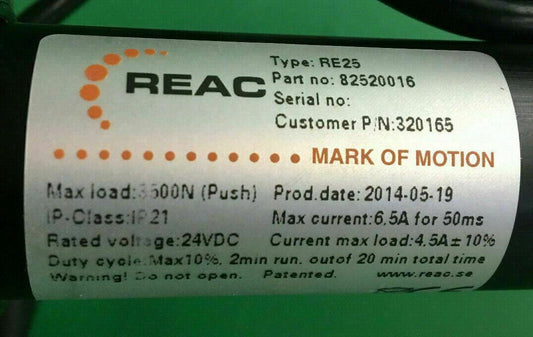 REAC
Type: RE25
Part no: 82520016
Serial no:
Customer P/N:320165
MARK OF MOTION
Max load:3500N (Push) Prod.date: 2014-05-19
IP-Class:IP21 Max current:6.5A for 50ms
Rated voltage:24VDC Current max load:4.5A± 10%
Duty cycle:Max10%, 2min run. outof 20 min total time
Warning! Do not open. Patented. www.reac.se